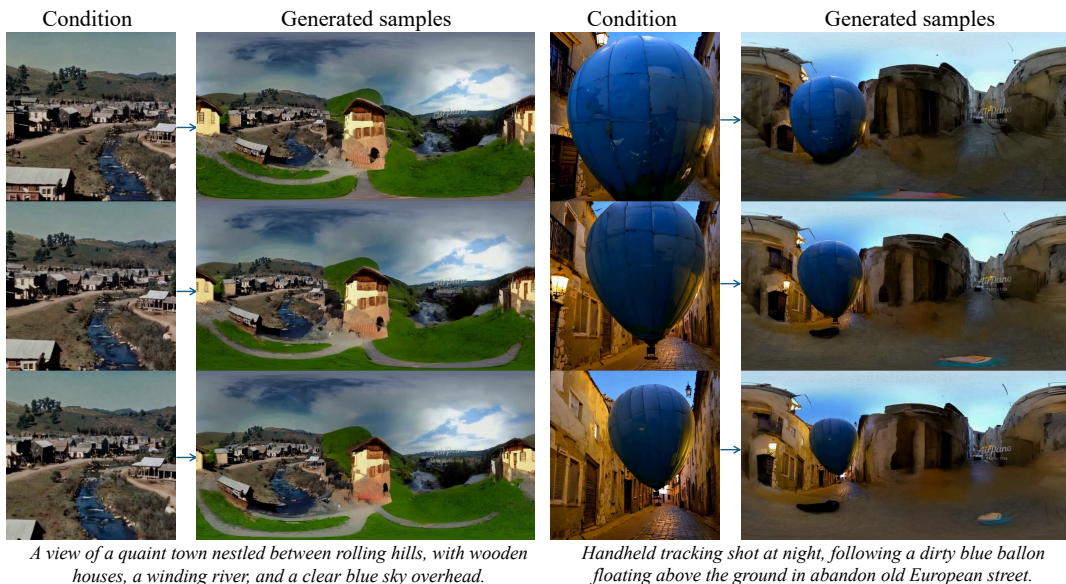 Condition
Generated samples
Condition
Generated samples
A view of a quaint town nestled between rolling hills, with wooden
houses, a winding river, and a clear blue sky overhead.
Handheld tracking shot at night, following a dirty blue ballon
floating above the ground in abandon old European street.